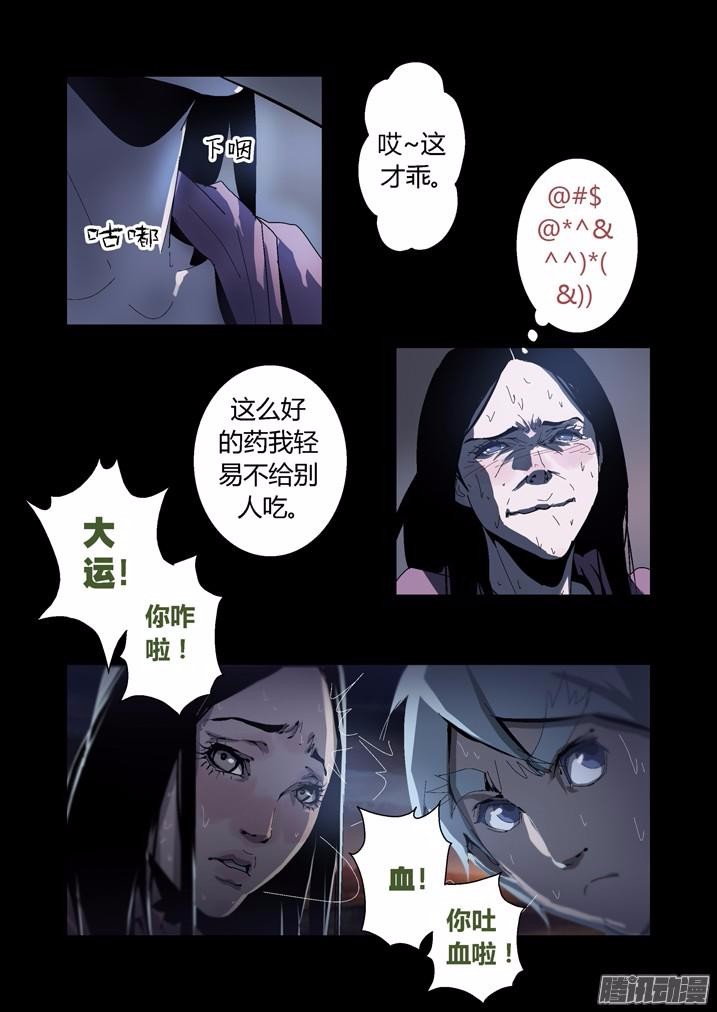 下咽
咕嘟
哎~这
才乖。
@#$
@*^&
^^)*(
&))
这么好
的药我轻
易不给别
人吃。
大
运!
你咋
啦!
血!
你吐
血啦!
腾讯动漫